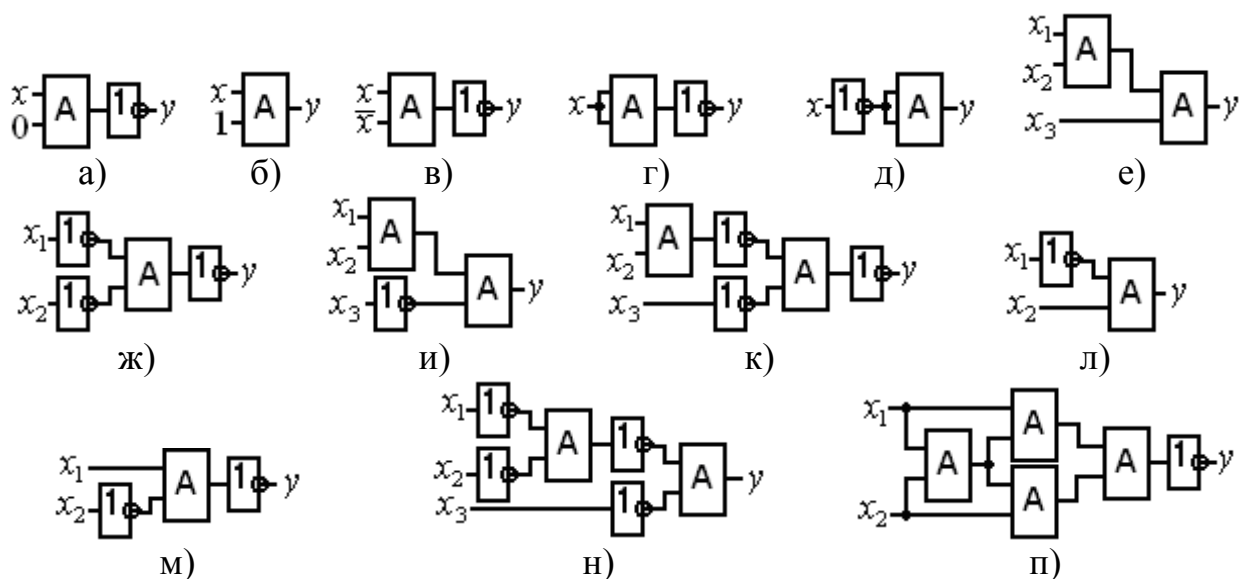 x 0 A 1 y
а)
x 1 A y
б)
x x̅ A 1 y
в)
x A 1 y
г)
x 1 A y
д)
x₁ x₂ A x₃ A y
е)
x₁ 1 x₂ 1 A 1 y
ж)
x₁ x₂ A x₃ 1 A y
и)
x₁ x₂ A 1 x₃ 1 A 1 y
к)
x₁ 1 x₂ A y
л)
x₁ x₂ 1 A 1 y
м)
x₁ 1 x₂ 1 A 1 x₃ 1 A y
н)
x₁ x₂ A A A A 1 y
п)